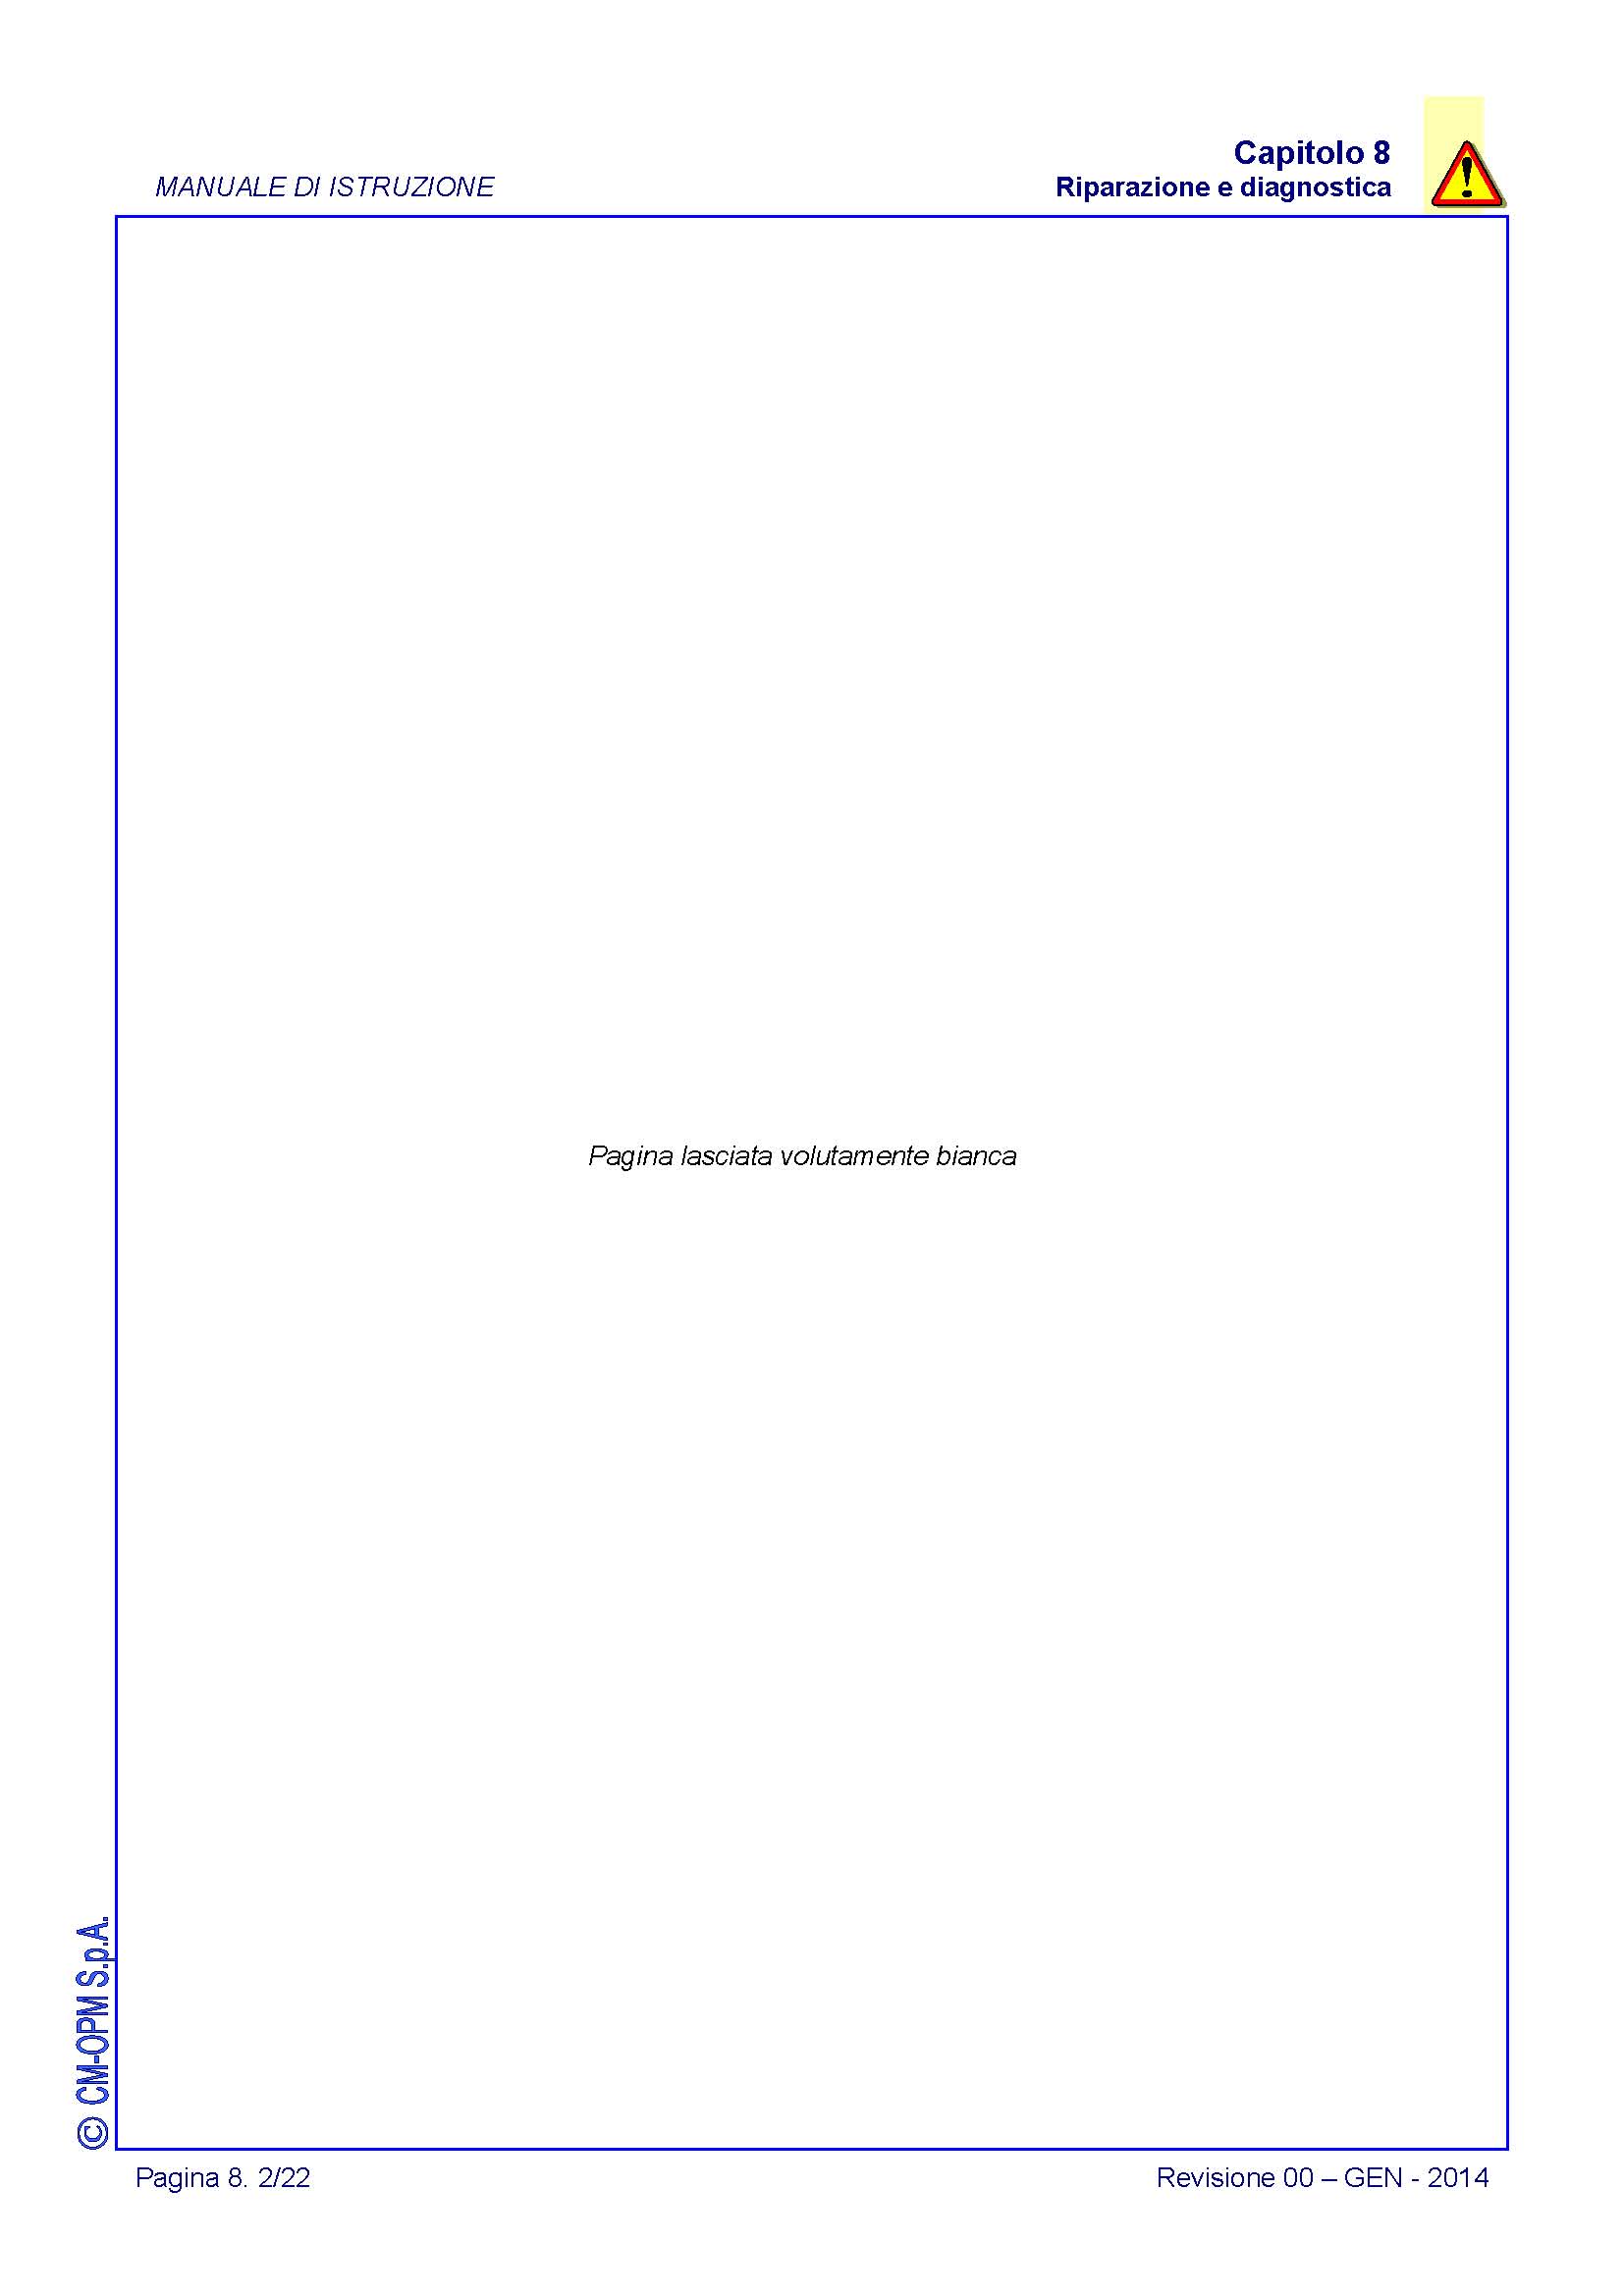 Capitolo 8
MANUALE DI ISTRUZIONE
Riparazione e diagnostica
Pagina lasciata volutamente bianca
© CM-OPM S.p.A.
Pagina 8. 2/22
Revisione 00 – GEN - 2014